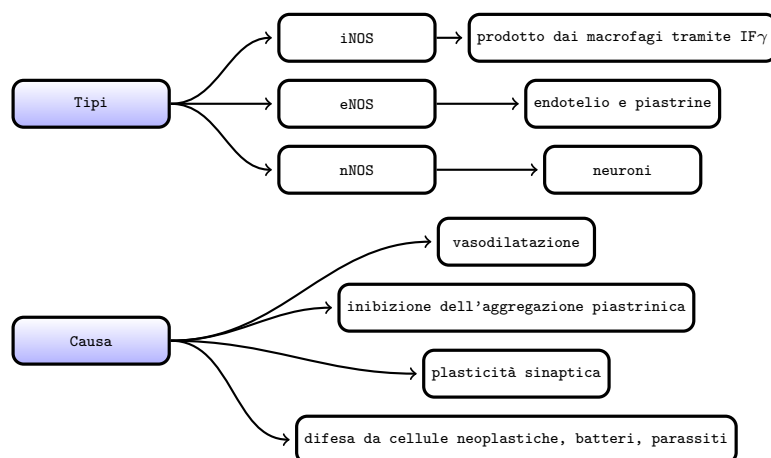 iNOS
prodotto dai macrofagi tramite IFγ
Tipi
eNOS
endotelio e piastrine
nNOS
neuroni
vasodilatazione
inibizione dell'aggregazione piastrinica
Causa
plasticità sinaptica
difesa da cellule neoplastiche, batteri, parassiti